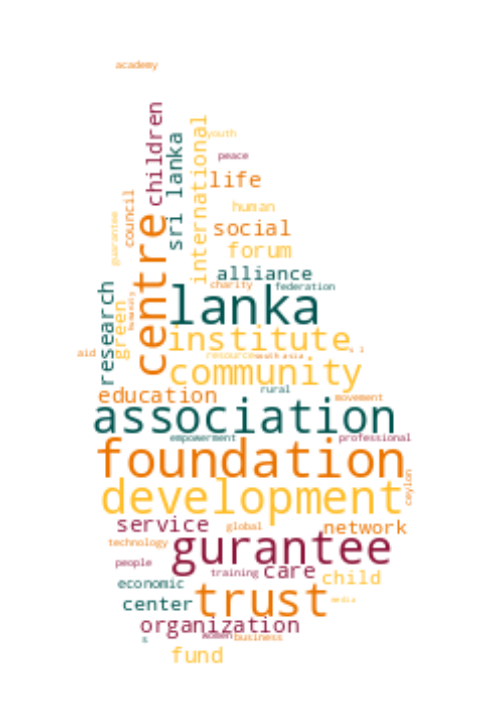 academy
children
sri lanka
international
youth
peace
life
council
human
guarantee
centre
social
forum
alliance
research
green
humanity
charity
federation
lanka
institute
aid
resource
south asia
s l
community
rural
education
movement
association
empowerment
professional
foundation
development
ceylon
service
global
network
technology
gurantee
people
training
care
child
economic
center
trust
media
organization
s
women
business
fund